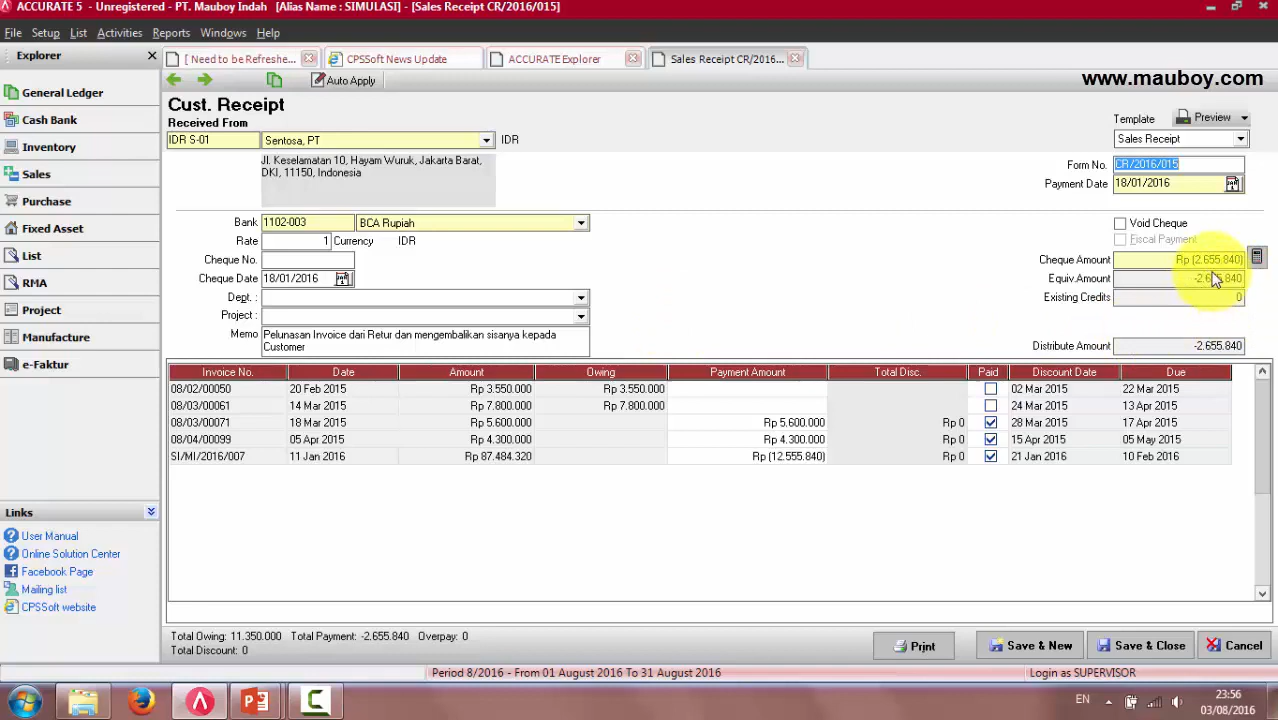 ACCURATE 5 - Unregistered - PT. Mauboy Indah [Alias Name : SIMULASI] - [Sales Receipt CR/2016/015]
File Setup List Activities Reports Windows Help
Explorer
[ Need to be Refreshe... CPSSoft News Update ACCURATE Explorer Sales Receipt CR/2016...
Auto Apply
www.mauboy.com
General Ledger
Cash Bank
Inventory
Sales
Purchase
Fixed Asset
List
RMA
Project
Manufacture
e-Faktur
Links
User Manual
Online Solution Center
Facebook Page
Mailing list
CPSSoft website
Cust. Receipt
Received From
IDR S-01 Sentosa, PT IDR
Jl. Keselamatan 10, Hayam Wuruk, Jakarta Barat,
DKI, 11150, Indonesia
Template Preview
Sales Receipt
Form No. CR/2016/015
Payment Date 18/01/2016
Bank 1102-003 BCA Rupiah
Rate 1 Currency IDR
Cheque No.
Cheque Date 18/01/2016
Dept. :
Project :
Memo Pelunasan Invoice dari Retur dan mengembalikan sisanya kepada
Customer
Void Cheque
Fiscal Payment
Cheque Amount Rp (2.655.840)
Equiv.Amount -2.655.840
Existing Credits 0
Distribute Amount -2.655.840
Invoice No. Date Amount Owing Payment Amount Total Disc. Paid Discount Date Due
08/02/00050 20 Feb 2015 Rp 3.550.000 Rp 3.550.000 02 Mar 2015 22 Mar 2015
08/03/00061 14 Mar 2015 Rp 7.800.000 Rp 7.800.000 24 Mar 2015 13 Apr 2015
08/03/00071 18 Mar 2015 Rp 5.600.000 Rp 5.600.000 Rp 0 28 Mar 2015 17 Apr 2015
08/04/00099 05 Apr 2015 Rp 4.300.000 Rp 4.300.000 Rp 0 15 Apr 2015 05 May 2015
SI/MI/2016/007 11 Jan 2016 Rp 87.484.320 Rp (12.555.840) Rp 0 21 Jan 2016 10 Feb 2016
Total Owing: 11.350.000 Total Payment: -2.655.840 Overpay: 0
Total Discount: 0
Print Save & New Save & Close Cancel
Period 8/2016 - From 01 August 2016 To 31 August 2016 Login as SUPERVISOR
EN 23:56
03/08/2016